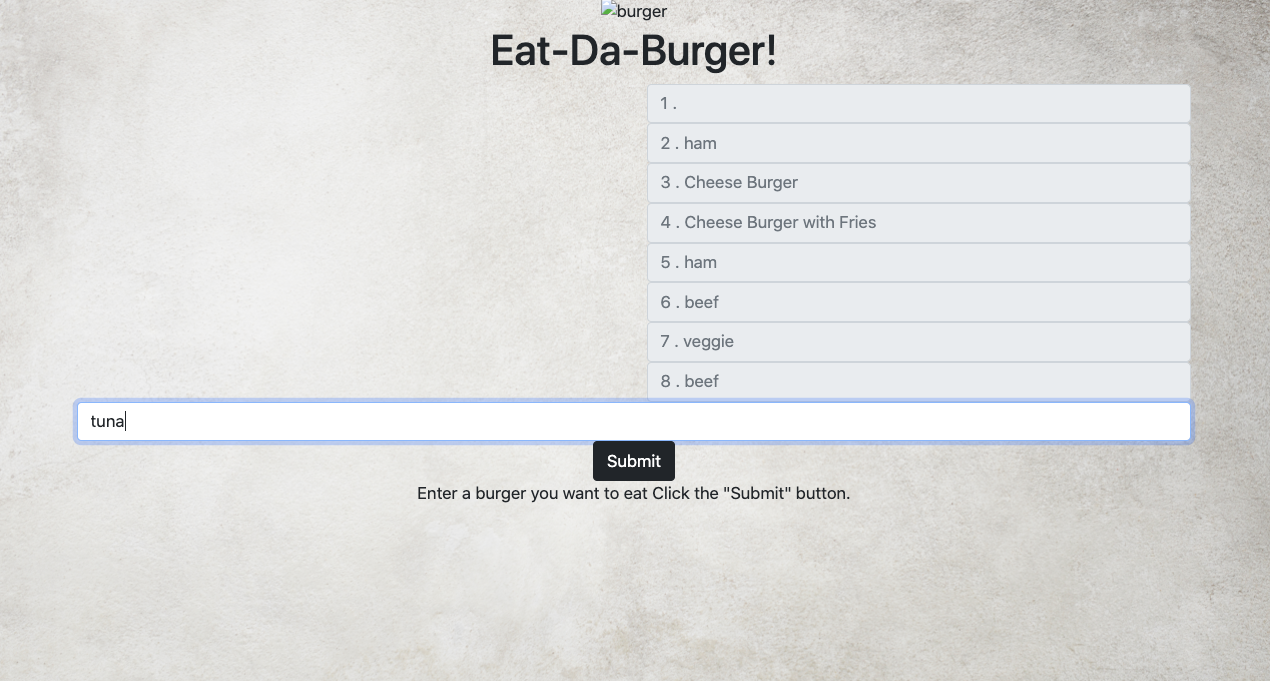 burger
Eat-Da-Burger!
1 .
2 . ham
3 . Cheese Burger
4 . Cheese Burger with Fries
5 . ham
6 . beef
7 . veggie
8 . beef
tuna
Submit
Enter a burger you want to eat Click the "Submit" button.